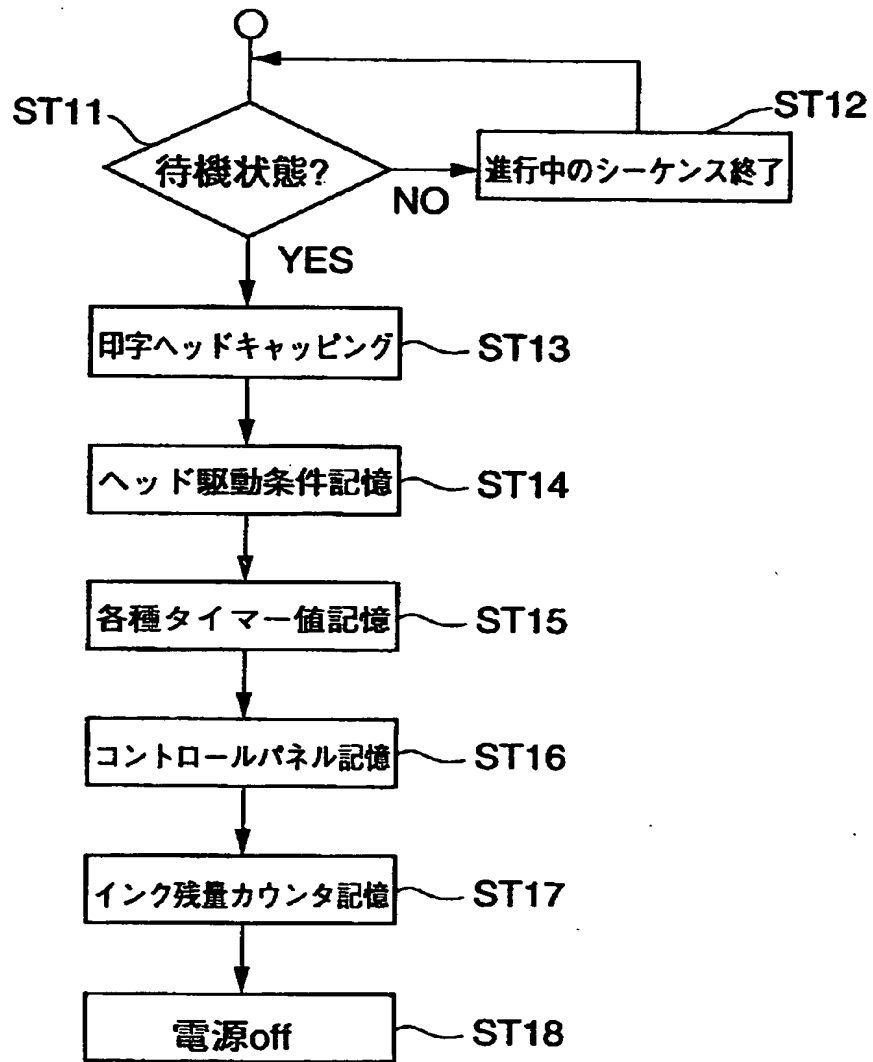 ST11
待機状態?
NO
ST12
進行中のシーケンス終了
YES
印字ヘッドキャッピング
ST13
ヘッド駆動条件記憶
ST14
各種タイマー値記憶
ST15
コントロールパネル記憶
ST16
インク残量カウンタ記憶
ST17
電源off
ST18